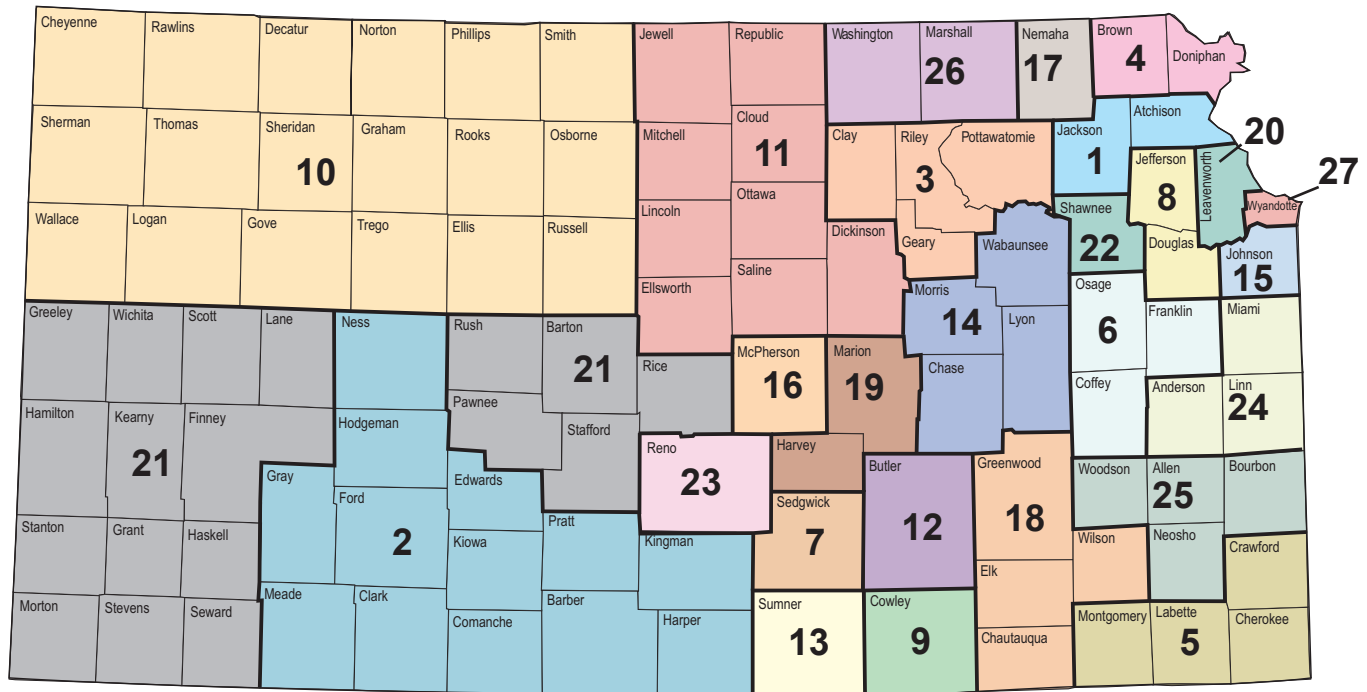 Cheyenne
Rawlins
Decatur
Norton
Phillips
Smith
Jewell
Republic
Washington
Marshall
Nemaha
Brown
Doniphan
26
17
4
Sherman
Thomas
Sheridan
Graham
Rooks
Osborne
Mitchell
Cloud
Clay
Riley
Pottawatomie
Jackson
Atchison
20
10
11
3
1
Jefferson
Leavenworth
27
8
Wallace
Logan
Gove
Trego
Ellis
Russell
Lincoln
Ottawa
Dickinson
Geary
Wabaunsee
Shawnee
Wyandotte
22
Douglas
Johnson
15
Ellsworth
Saline
Morris
14
Lyon
Osage
6
Franklin
Miami
Greeley
Wichita
Scott
Lane
Ness
Rush
Barton
21
Rice
McPherson
16
Marion
19
Chase
Coffey
Anderson
Linn
24
Hamilton
Kearny
Finney
21
Hodgeman
Pawnee
Stafford
Reno
23
Harvey
Butler
Greenwood
Woodson
Allen
25
Bourbon
Gray
Ford
2
Edwards
Kiowa
Pratt
Kingman
Sedgwick
7
12
18
Wilson
Neosho
Crawford
Stanton
Grant
Haskell
Elk
Morton
Stevens
Seward
Meade
Clark
Comanche
Barber
Harper
Sumner
13
Cowley
9
Chautauqua
Montgomery
Labette
5
Cherokee